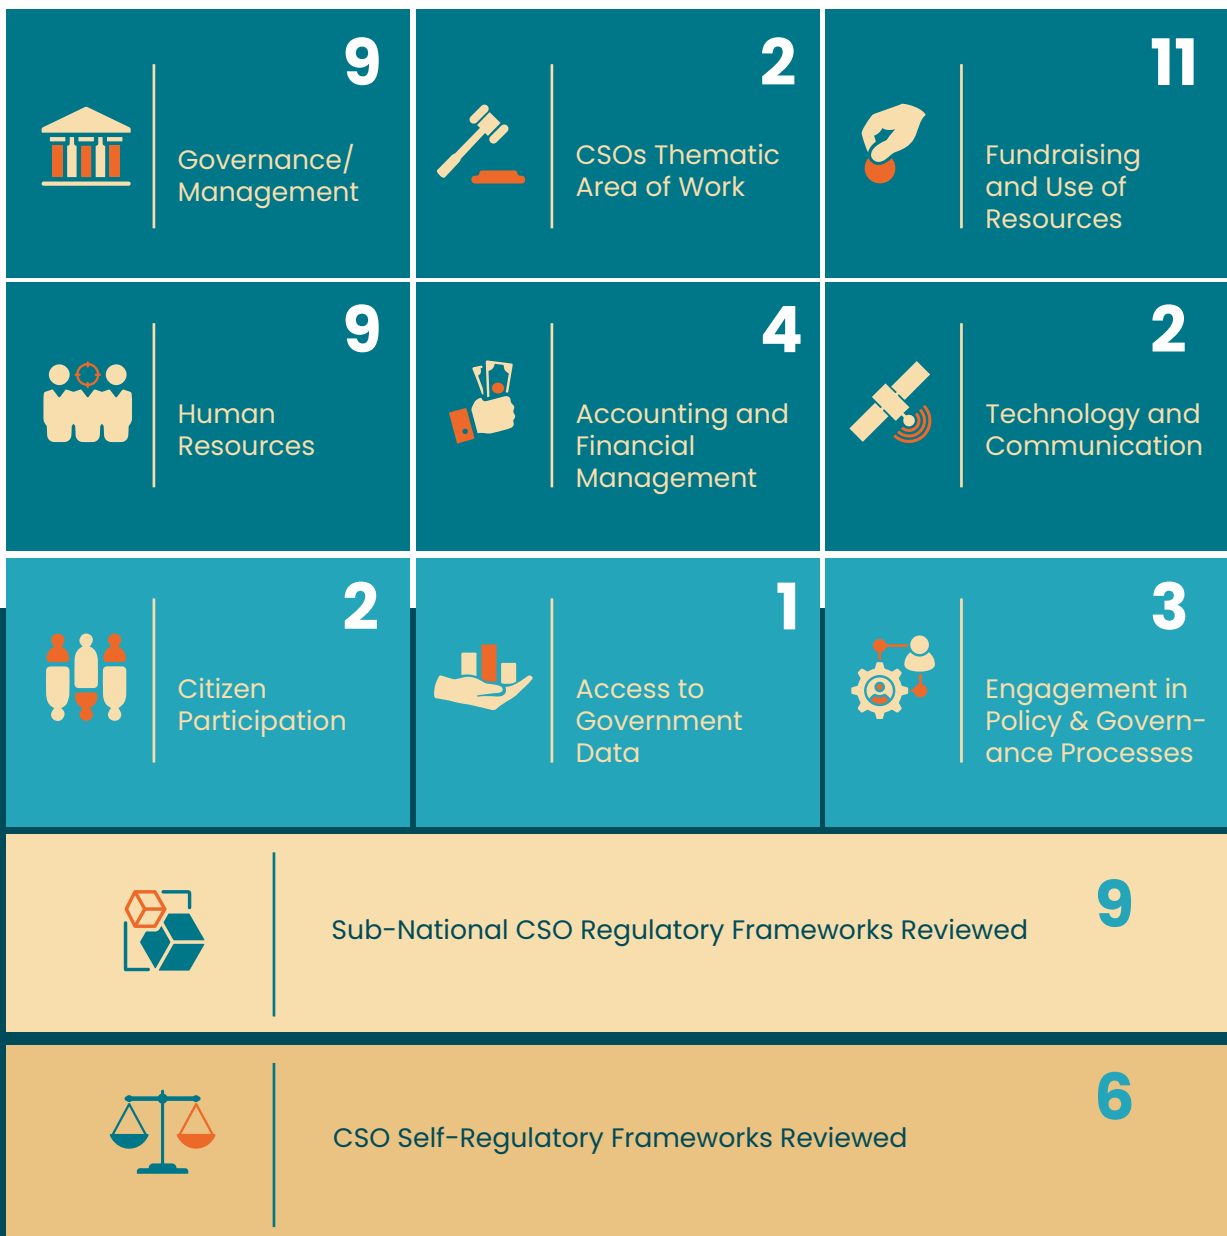 9
Governance/
Management
2
CSOs Thematic
Area of Work
11
Fundraising
and Use of
Resources
9
Human
Resources
4
Accounting and
Financial
Management
2
Technology and
Communication
2
Citizen
Participation
1
Access to
Government
Data
3
Engagement in
Policy & Govern-
ance Processes
Sub-National CSO Regulatory Frameworks Reviewed
9
CSO Self-Regulatory Frameworks Reviewed
6